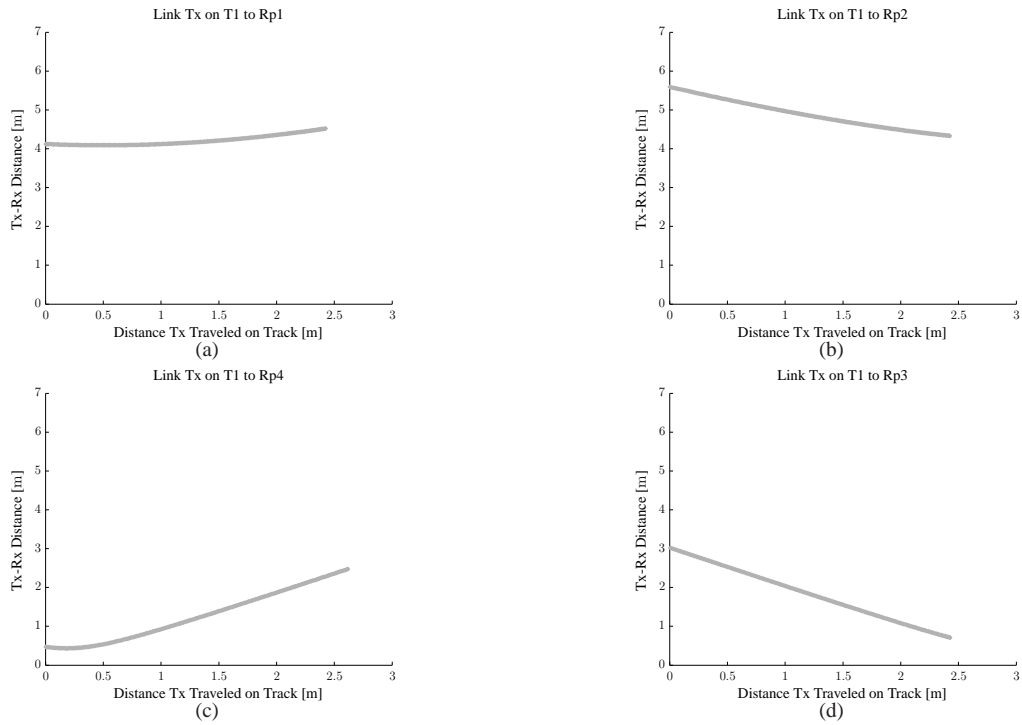 Link Tx on T1 to Rp1
7
6
5
4
3
2
1
0
Tx-Rx Distance [m]
0 0.5 1 1.5 2 2.5 3
Distance Tx Traveled on Track [m]
(a)
Link Tx on T1 to Rp2
7
6
5
4
3
2
1
0
Tx-Rx Distance [m]
0 0.5 1 1.5 2 2.5 3
Distance Tx Traveled on Track [m]
(b)
Link Tx on T1 to Rp4
7
6
5
4
3
2
1
0
Tx-Rx Distance [m]
0 0.5 1 1.5 2 2.5 3
Distance Tx Traveled on Track [m]
(c)
Link Tx on T1 to Rp3
7
6
5
4
3
2
1
0
Tx-Rx Distance [m]
0 0.5 1 1.5 2 2.5 3
Distance Tx Traveled on Track [m]
(d)